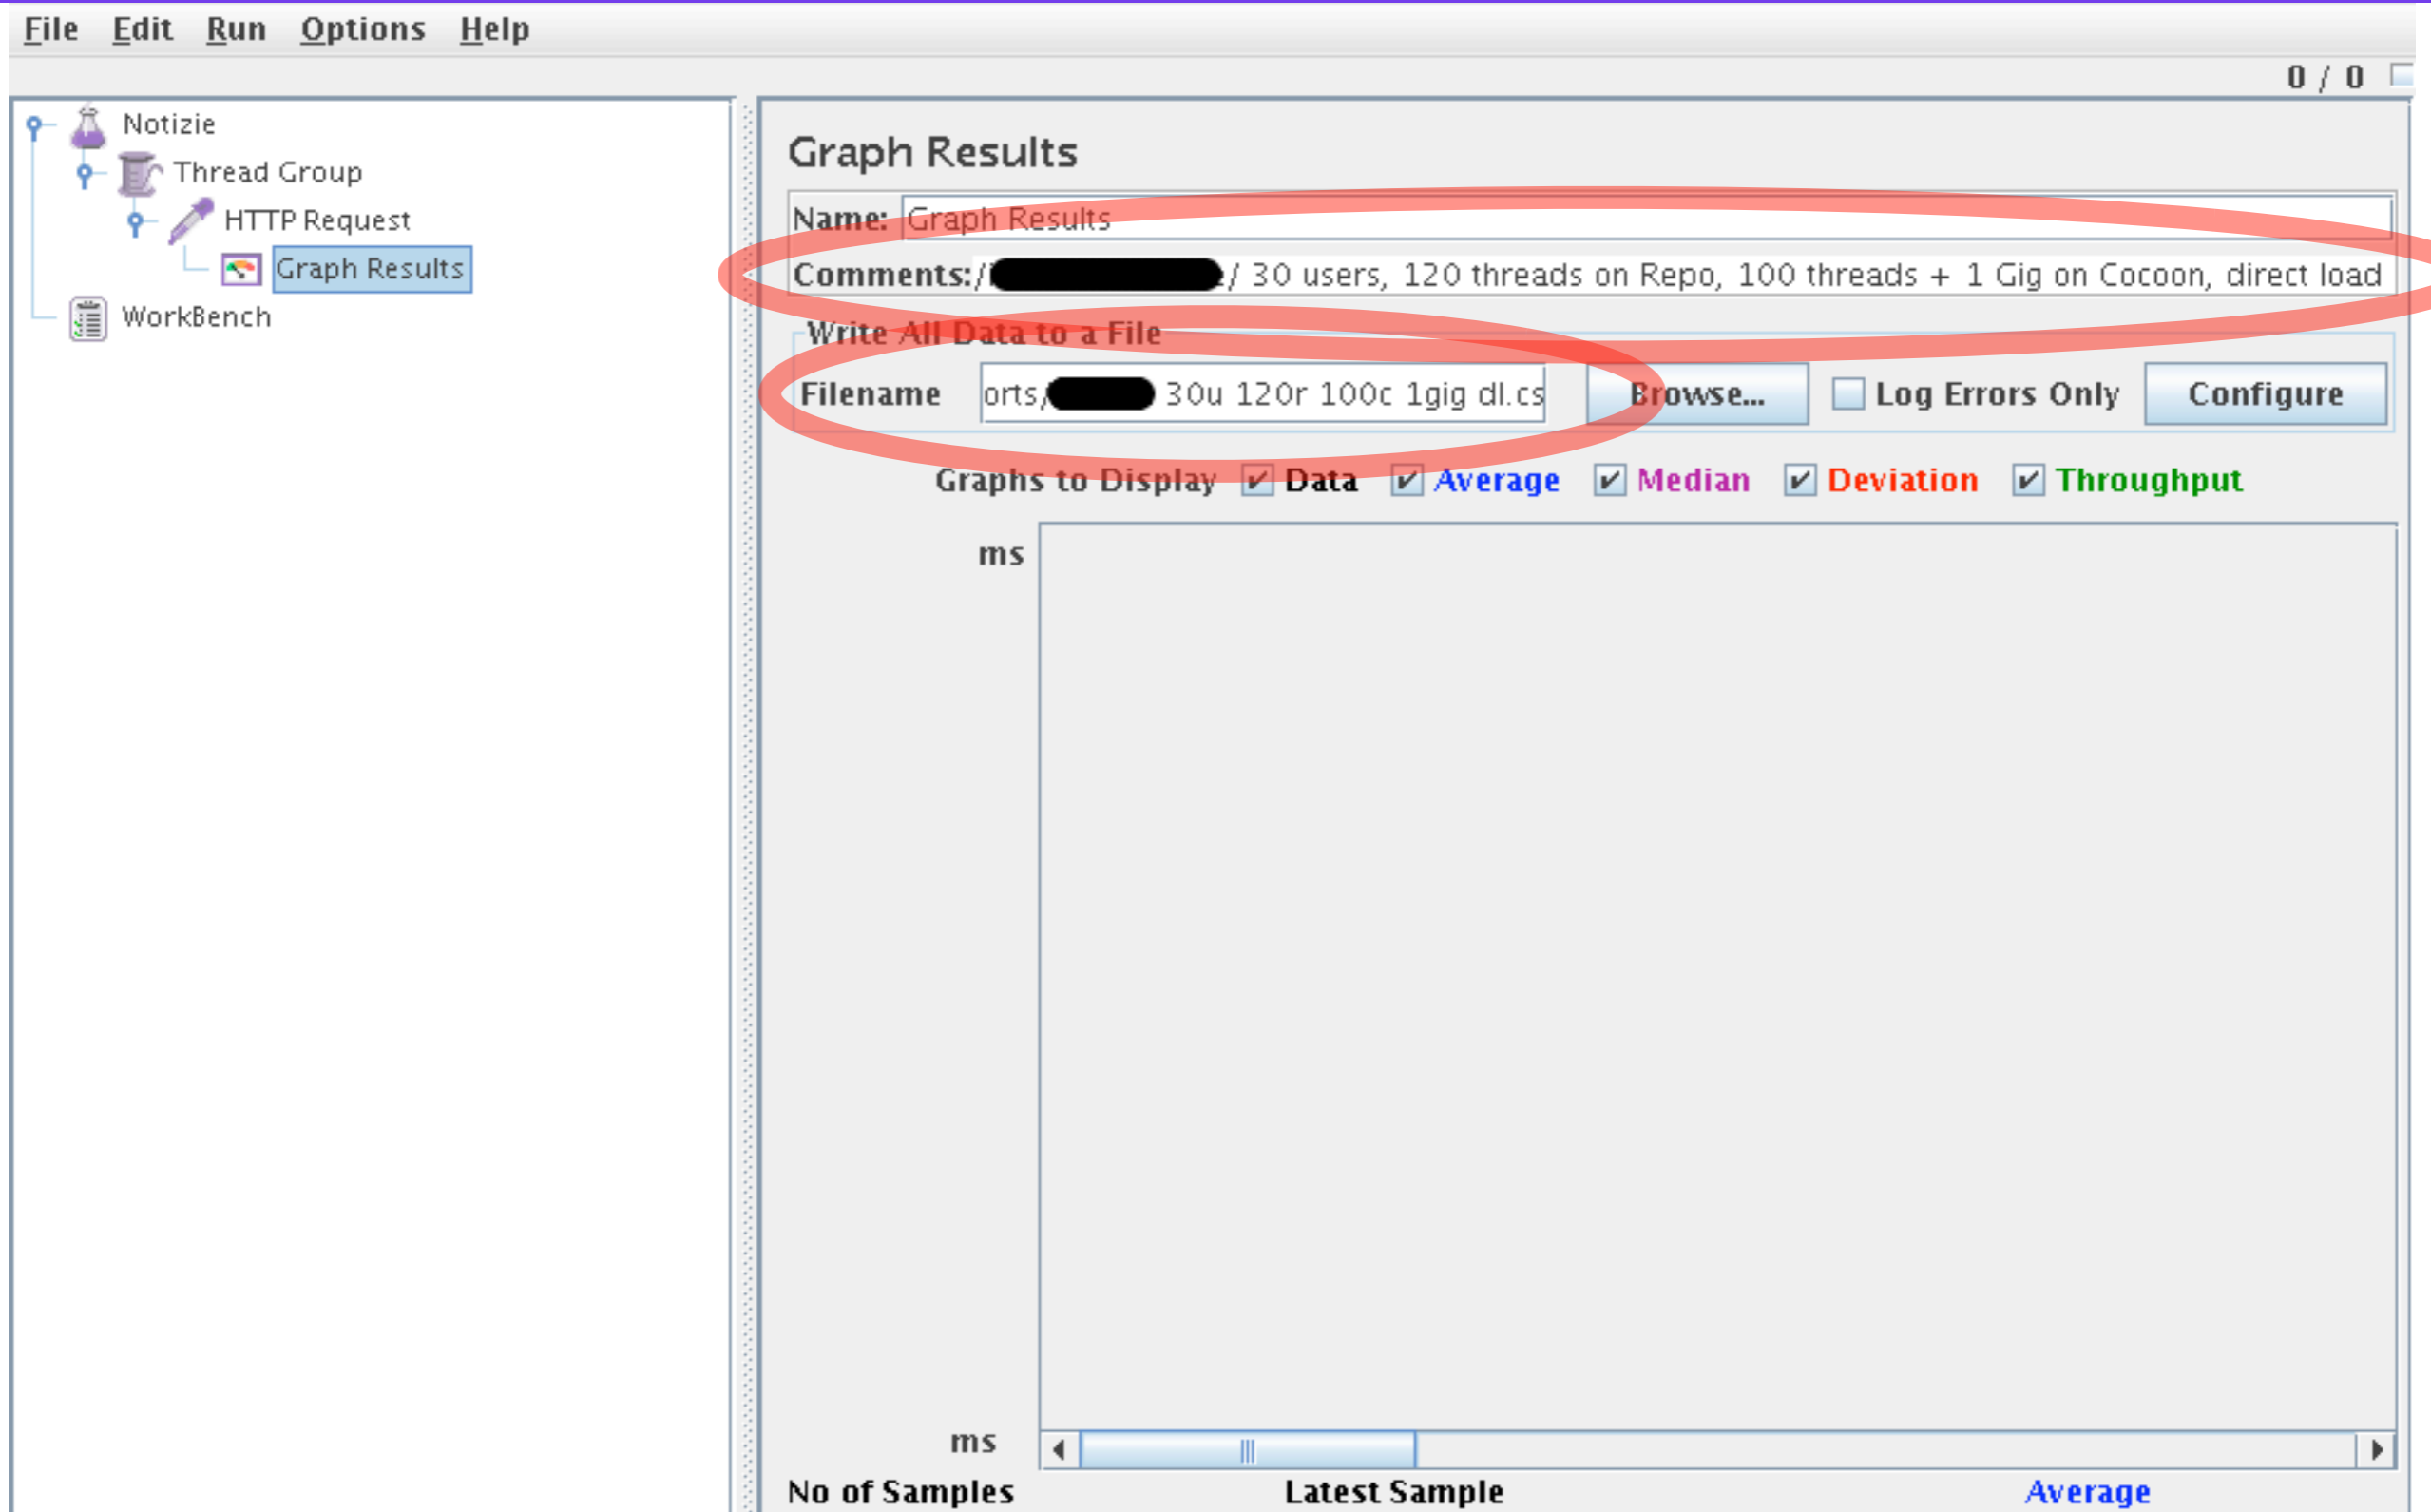 File Edit Run Options Help
0 / 0
Notizie
Thread Group
HTTP Request
Graph Results
WorkBench
Graph Results
Name: Graph Results
Comments: / / 30 users, 120 threads on Repo, 100 threads + 1 Gig on Cocoon, direct load
Write All Data to a File
Filename orts/ 30u 120r 100c 1gig dl.cs Browse... Log Errors Only Configure
Graphs to Display Data Average Median Deviation Throughput
ms
ms
No of Samples Latest Sample Average